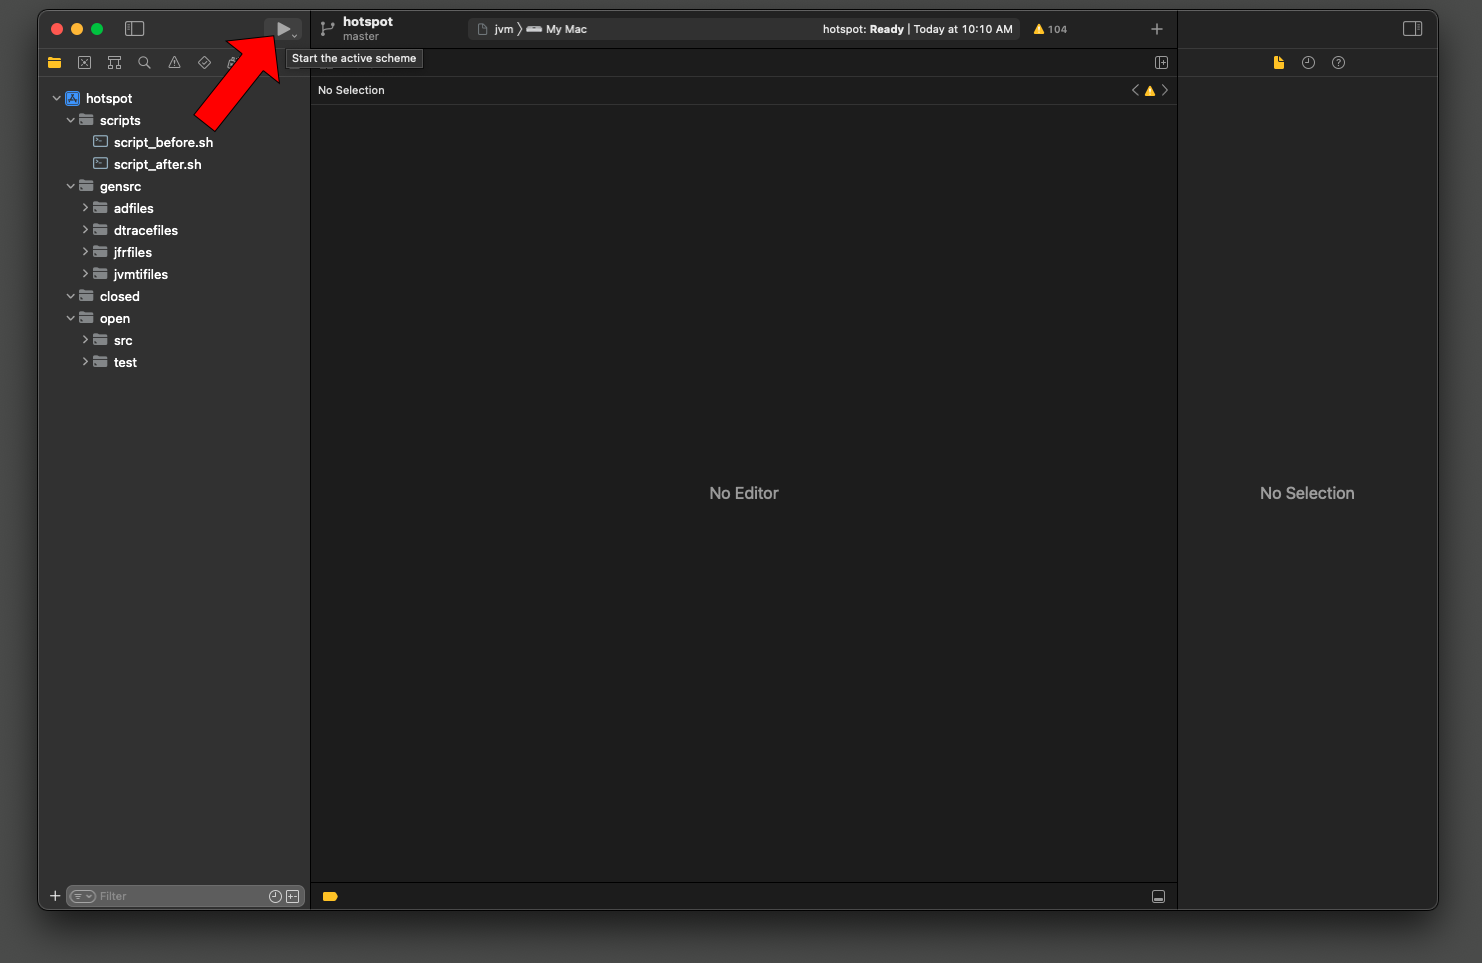 hotspot
master
jvm
My Mac
hotspot: Ready | Today at 10:10 AM
104
Start the active scheme
No Selection
hotspot
scripts
script_before.sh
script_after.sh
gensrc
adfiles
dtracefiles
jfrfiles
jvmtifiles
closed
open
src
test
No Editor
No Selection
Filter